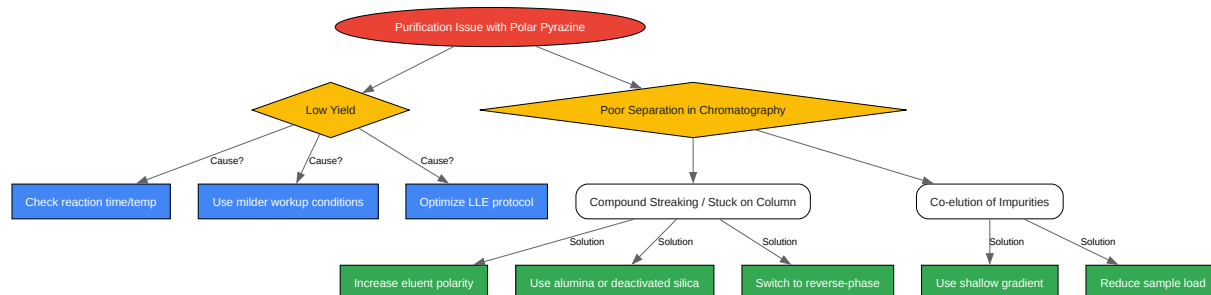 Purification Issue with Polar Pyrazine
Low Yield
Poor Separation in Chromatography
Cause?
Cause?
Cause?
Check reaction time/temp
Use milder workup conditions
Optimize LLE protocol
Compound Streaking / Stuck on Column
Co-elution of Impurities
Solution
Solution
Solution
Solution
Solution
Increase eluent polarity
Use alumina or deactivated silica
Switch to reverse-phase
Use shallow gradient
Reduce sample load